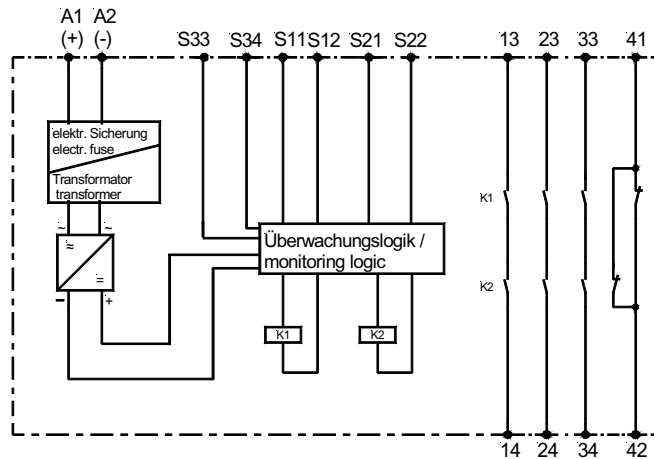 A1 A2
(+) (-)
S33 S34 S11 S12 S21 S22 13 23 33 41
elektr. Sicherung
electr. fuse
Transformator
transformer
~ ~
≈
=
− +
Überwachungslogik /
monitoring logic
K1 K2
K1
K2
14 24 34 42